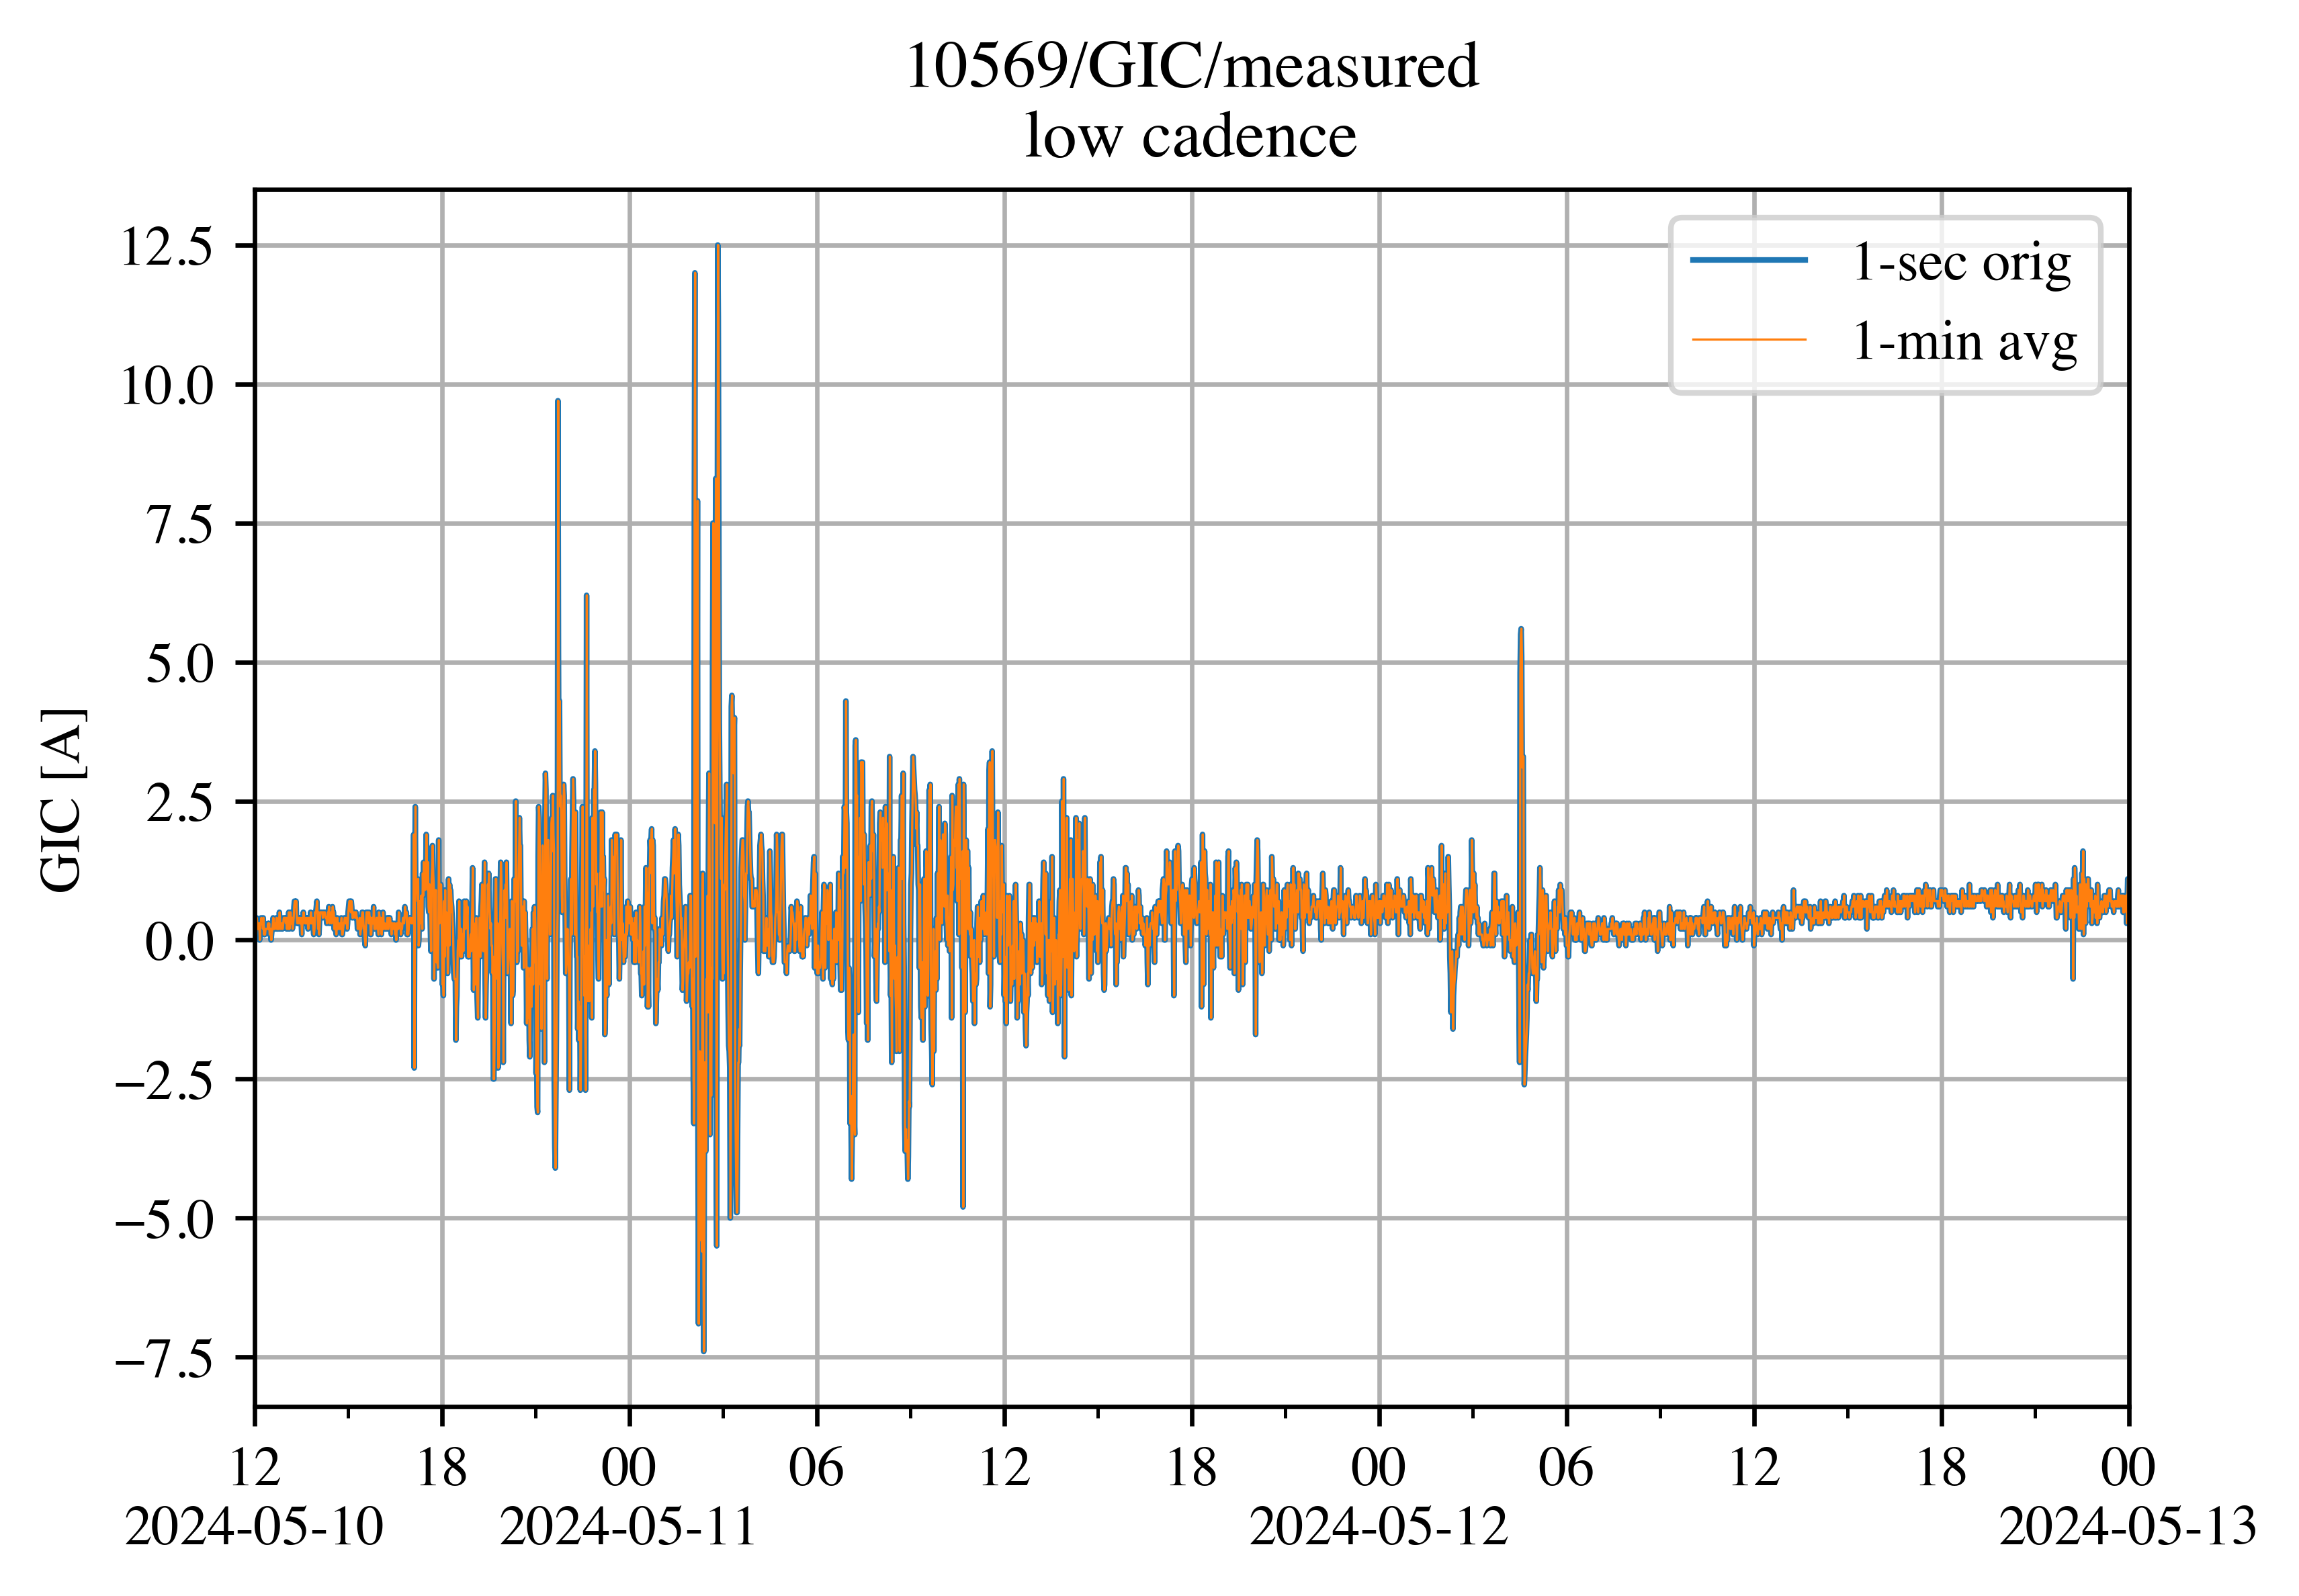 10569/GIC/measured
low cadence
12.5
10.0
7.5
5.0
2.5
0.0
−2.5
−5.0
−7.5
GIC [A]
1-sec orig
1-min avg
12 18 00 06 12 18 00 06 12 18 00
2024-05-10 2024-05-11 2024-05-12 2024-05-13